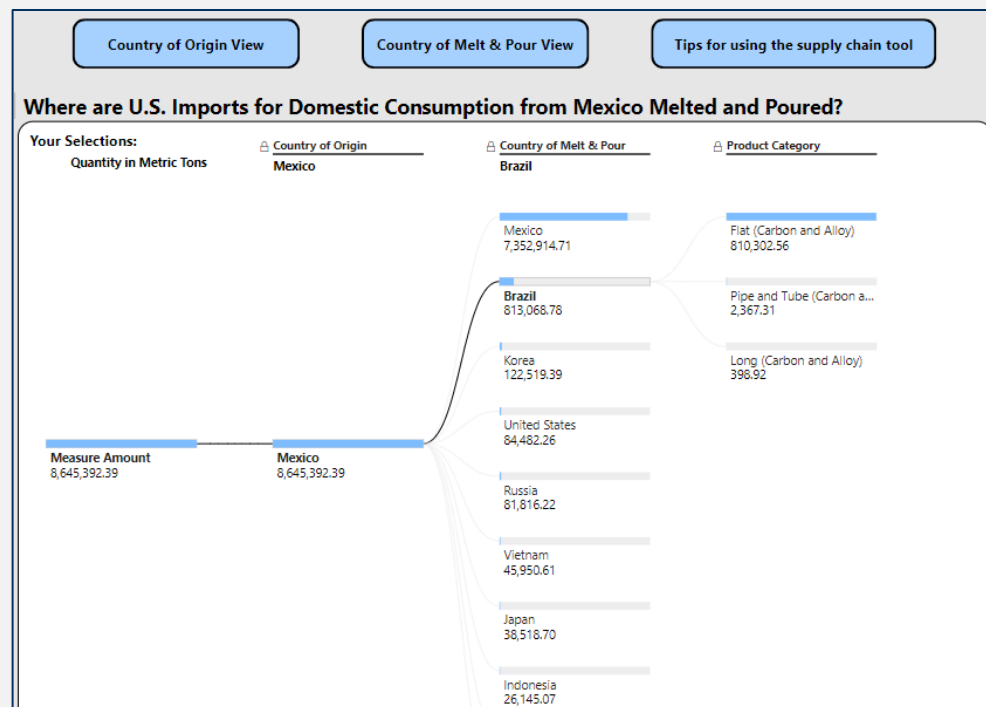 Country of Origin View
Country of Melt & Pour View
Tips for using the supply chain tool
Where are U.S. Imports for Domestic Consumption from Mexico Melted and Poured?
Your Selections:
Quantity in Metric Tons
Country of Origin
Mexico
Country of Melt & Pour
Brazil
Product Category
Measure Amount
8,645,392.39
Mexico
8,645,392.39
Mexico
7,352,914.71
Brazil
813,068.78
Korea
122,519.39
United States
84,482.26
Russia
81,816.22
Vietnam
45,950.61
Japan
38,518.70
Indonesia
26,145.07
Flat (Carbon and Alloy)
810,302.56
Pipe and Tube (Carbon a...
2,367.31
Long (Carbon and Alloy)
398.92